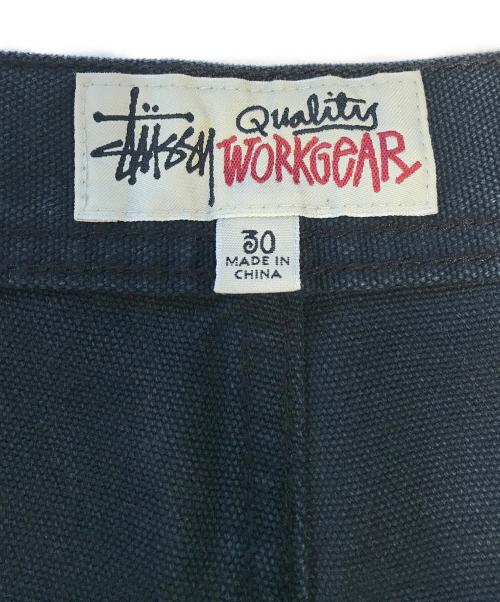 Stüssy Quality
WORKGEAR
30
MADE IN
CHINA